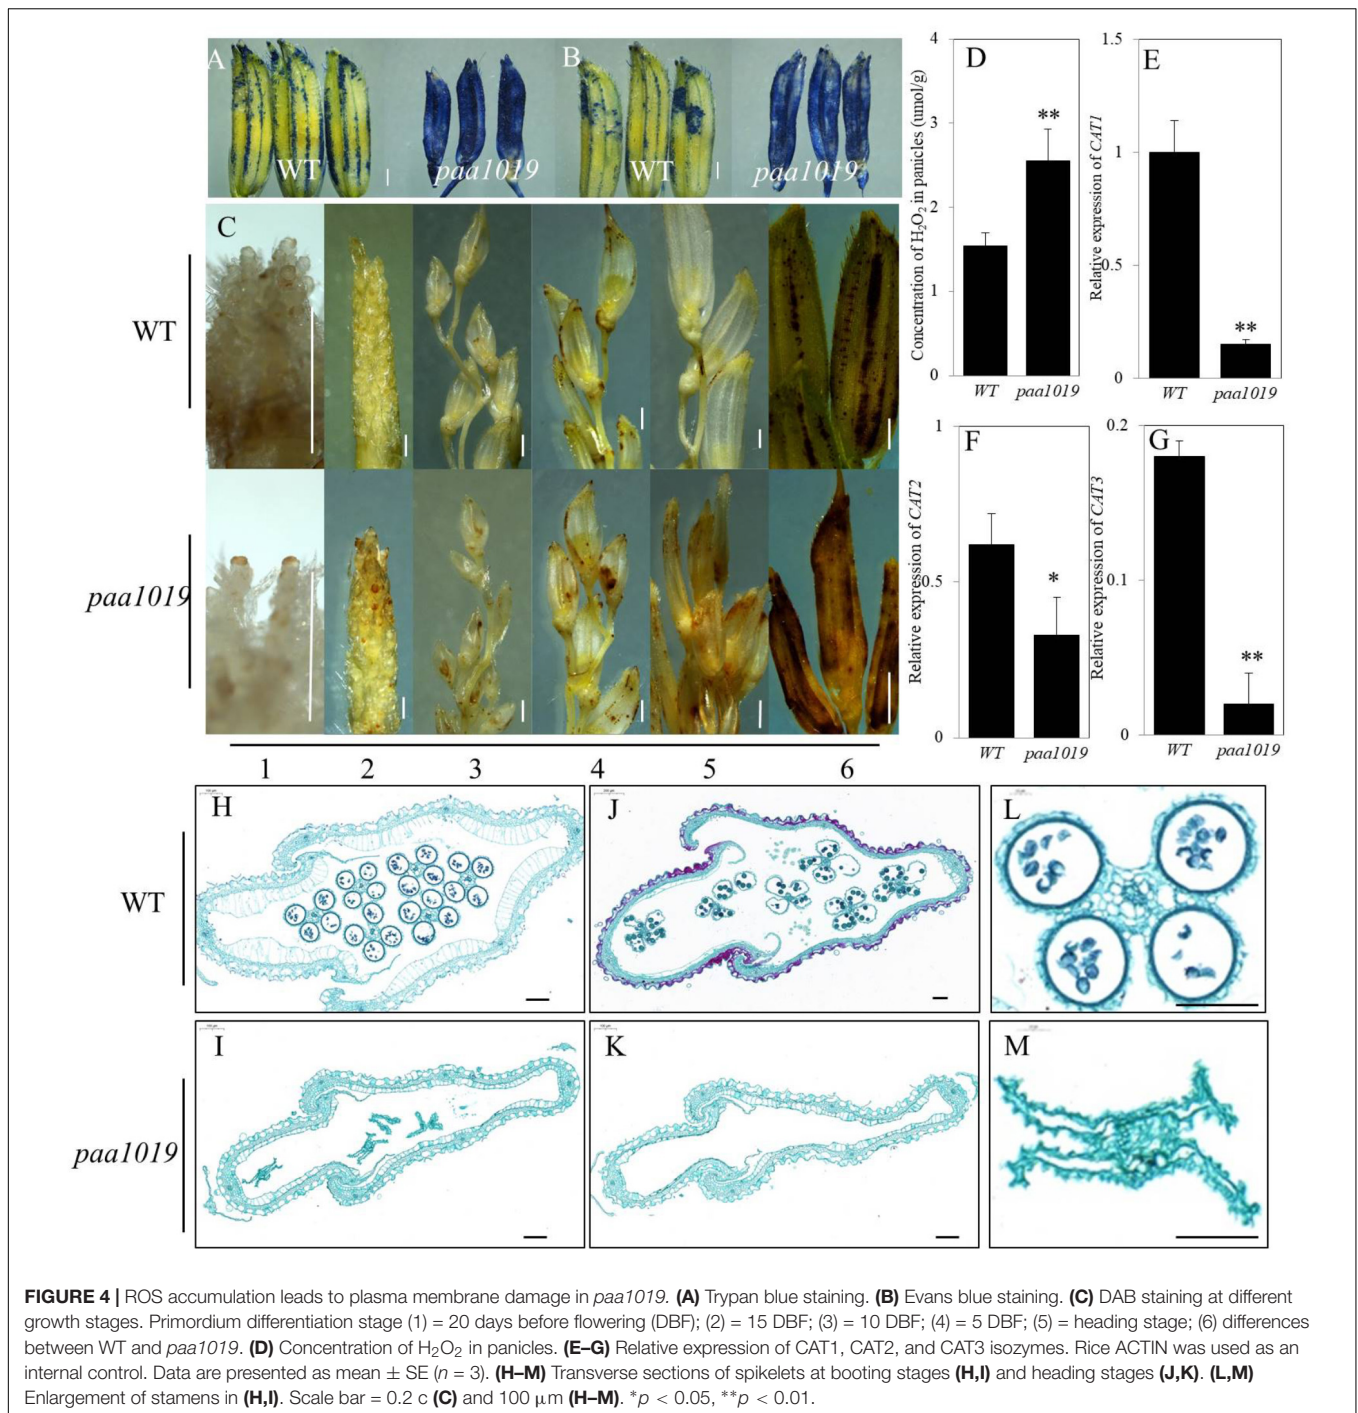 A
WT
paa1019
B
WT
paa1019
C
WT
paa1019
1 2 3 4 5 6
D
Concentration of H₂O₂ in panicles (umol/g)
4
3
2
1
0
**
WT paa1019
E
Relative expression of CAT1
1.5
1
0.5
0
**
WT paa1019
F
Relative expression of CAT2
1
0.5
0
*
WT paa1019
G
Relative expression of CAT3
0.2
0.1
0
**
WT paa1019
WT
H
J
L
paa1019
I
K
M
FIGURE 4 | ROS accumulation leads to plasma membrane damage in paa1019. (A) Trypan blue staining. (B) Evans blue staining. (C) DAB staining at different
growth stages. Primordium differentiation stage (1) = 20 days before flowering (DBF); (2) = 15 DBF; (3) = 10 DBF; (4) = 5 DBF; (5) = heading stage; (6) differences
between WT and paa1019. (D) Concentration of H₂O₂ in panicles. (E–G) Relative expression of CAT1, CAT2, and CAT3 isozymes. Rice ACTIN was used as an
internal control. Data are presented as mean ± SE (n = 3). (H–M) Transverse sections of spikelets at booting stages (H,I) and heading stages (J,K). (L,M)
Enlargement of stamens in (H,I). Scale bar = 0.2 c (C) and 100 μm (H–M). *p < 0.05, **p < 0.01.